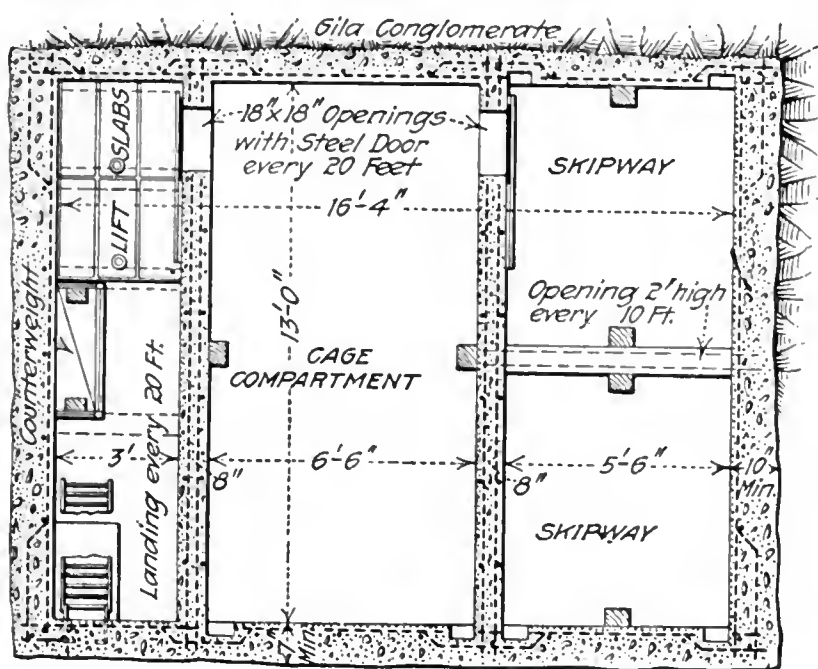 Gila Conglomerate
18"x18" Openings
with Steel Door
every 20 Feet
SLABS
LIFT
SKIPWAY
16'-4"
13'-0"
Opening 2' high
every 10 Ft.
CAGE
COMPARTMENT
Counterweight
Landing every 20 Ft.
3'
8"
6'-6"
8"
5'-6"
10"
Min.
SKIPWAY
7"
Min.